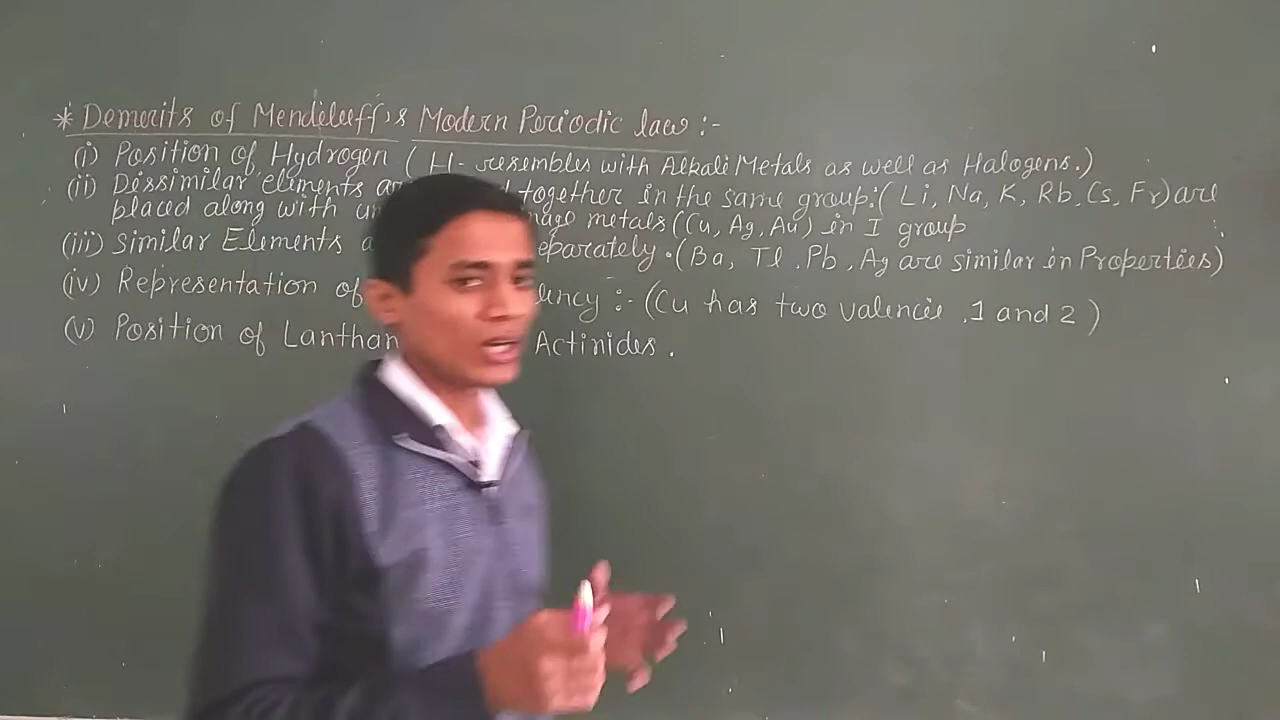 * Demerits of Mendeleeff's Modern Periodic law :-
(i) Position of Hydrogen ( H- resembles with Alkali Metals as well as Halogens.)
(ii) Dissimilar elements together in the same group:( Li, Na, K, Rb, Cs, Fr) are
placed along with metals (Cu, Ag, Au) in I group
(iii) Similar Elements eparately. (Ba, Tl, Pb, Ag are similar in Properties)
(iv) Representation of ency :- (Cu has two valencie , 1 and 2 )
(v) Position of Lanthan Actinides .